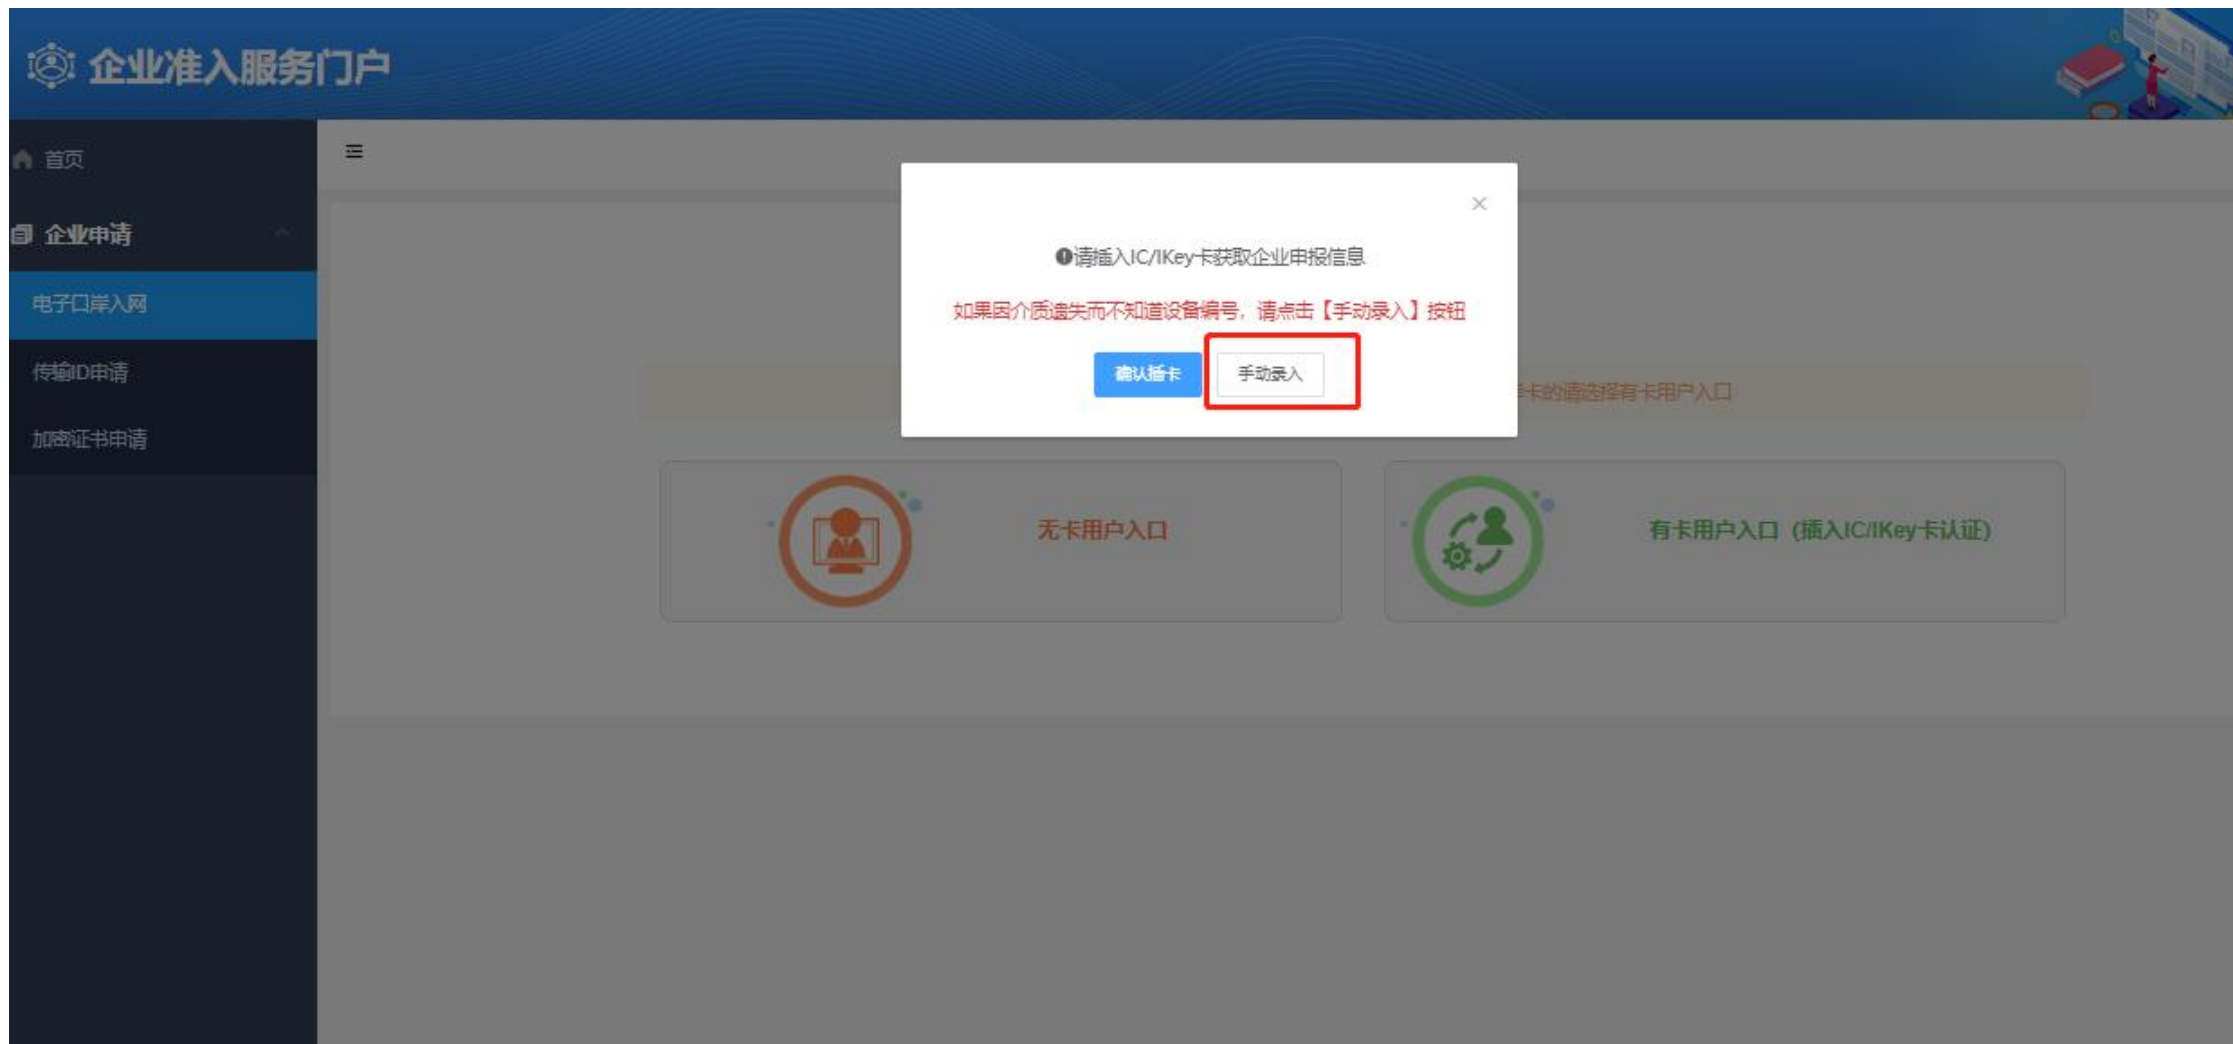 企业准入服务门户
首页
企业申请
电子口岸入网
传输ID申请
加密证书申请
请插入IC/IKey卡获取企业申报信息
如果因介质遗失而不知道设备编号，请点击【手动录入】按钮
确认插卡
手动录入
卡的请选择有卡用户入口
无卡用户入口
有卡用户入口（插入IC/IKey卡认证）